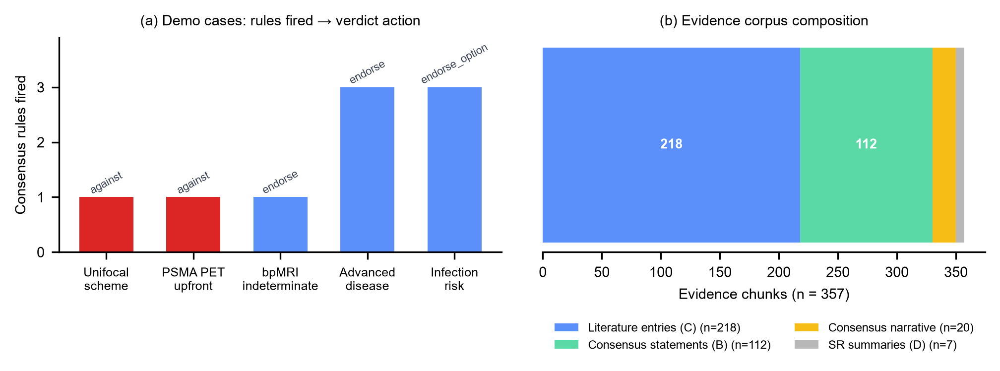 (a) Demo cases: rules fired → verdict action
Consensus rules fired
3
2
1
0
against
against
endorse
endorse
endorse_option
Unifocal
scheme
PSMA PET
upfront
bpMRI
indeterminate
Advanced
disease
Infection
risk
(b) Evidence corpus composition
218
112
0 50 100 150 200 250 300 350
Evidence chunks (n = 357)
Literature entries (C) (n=218)
Consensus statements (B) (n=112)
Consensus narrative (n=20)
SR summaries (D) (n=7)